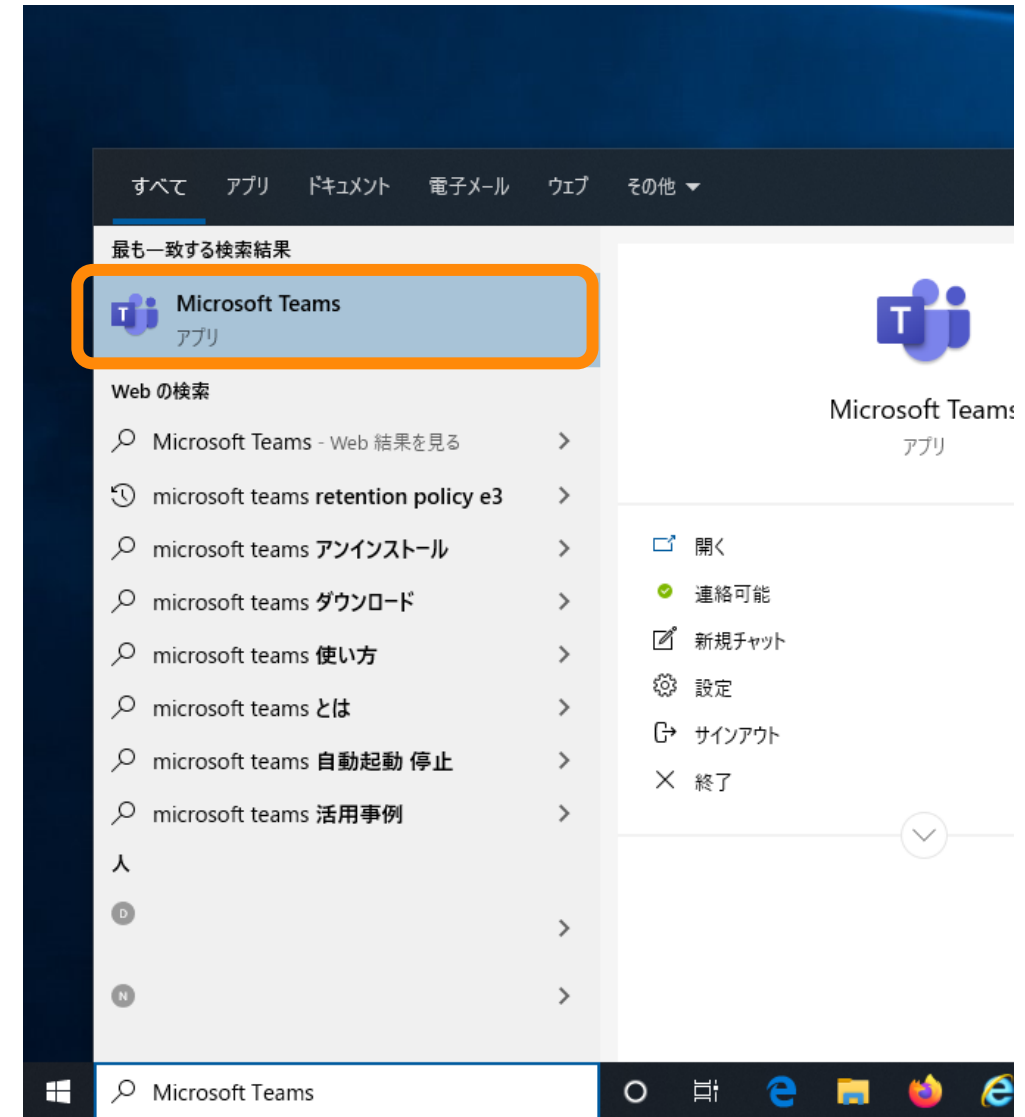 すべて アプリ ドキュメント 電子メール ウェブ その他
最も一致する検索結果
Microsoft Teams
アプリ
Web の検索
Microsoft Teams - Web 結果を見る
microsoft teams retention policy e3
microsoft teams アンインストール
microsoft teams ダウンロード
microsoft teams 使い方
microsoft teams とは
microsoft teams 自動起動 停止
microsoft teams 活用事例
人
D
N
Microsoft Teams
T
T
Microsoft Teams
アプリ
開く
連絡可能
新規チャット
設定
サインアウト
終了